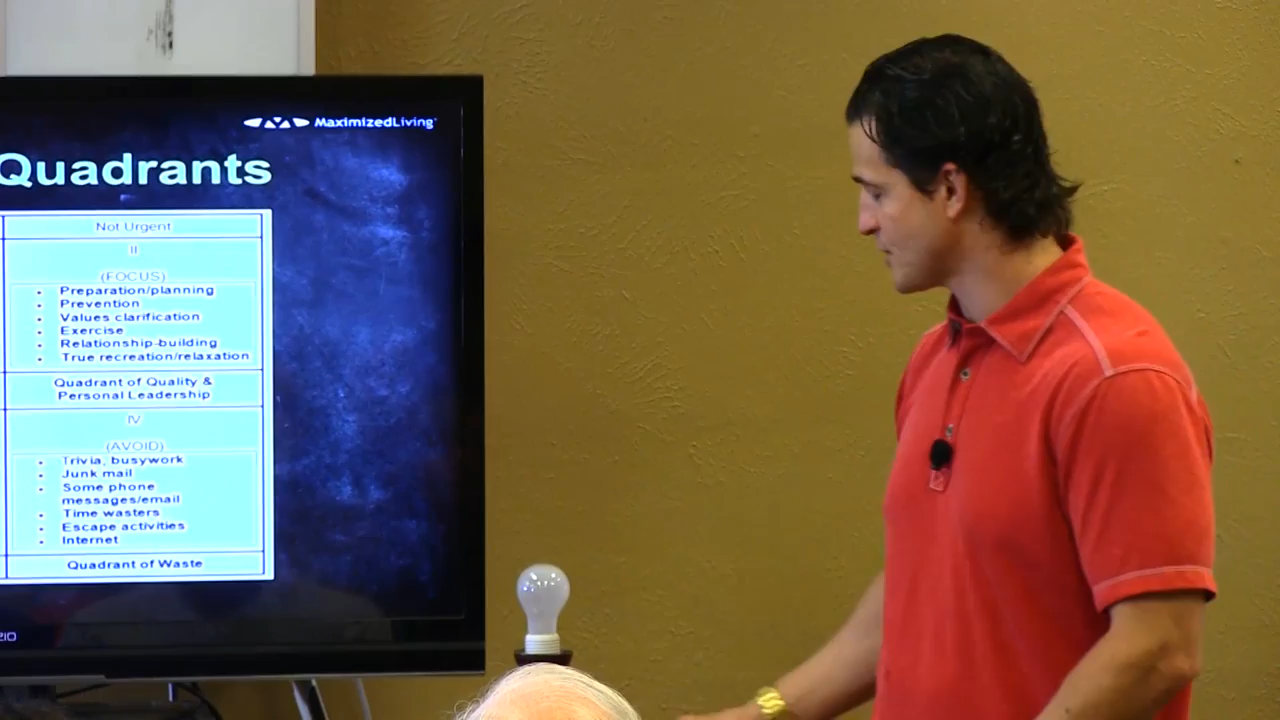 MaximizedLiving
Quadrants
Not Urgent
II
(FOCUS)
• Preparation/planning
• Prevention
• Values clarification
• Exercise
• Relationship-building
• True recreation/relaxation
Quadrant of Quality &
Personal Leadership
IV
(AVOID)
• Trivia, busywork
• Junk mail
• Some phone
messages/email
• Time wasters
• Escape activities
• Internet
Quadrant of Waste